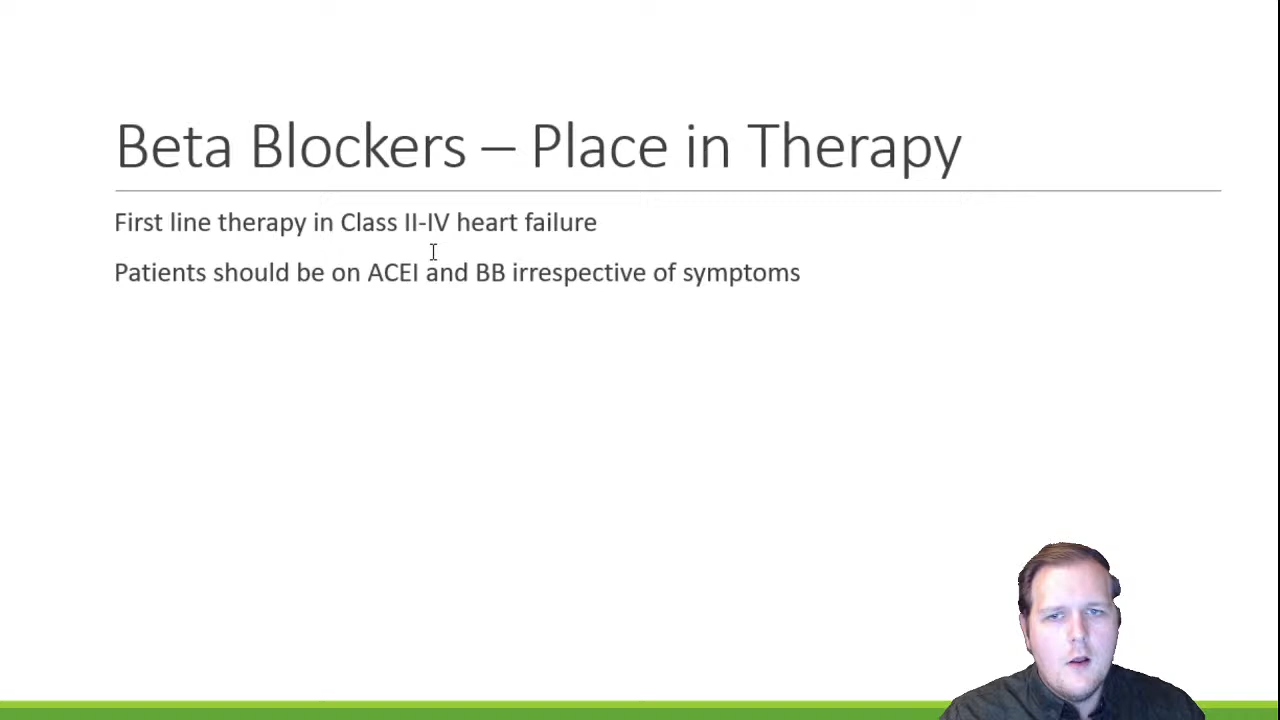 Beta Blockers – Place in Therapy
First line therapy in Class II-IV heart failure
Patients should be on ACEI and BB irrespective of symptoms